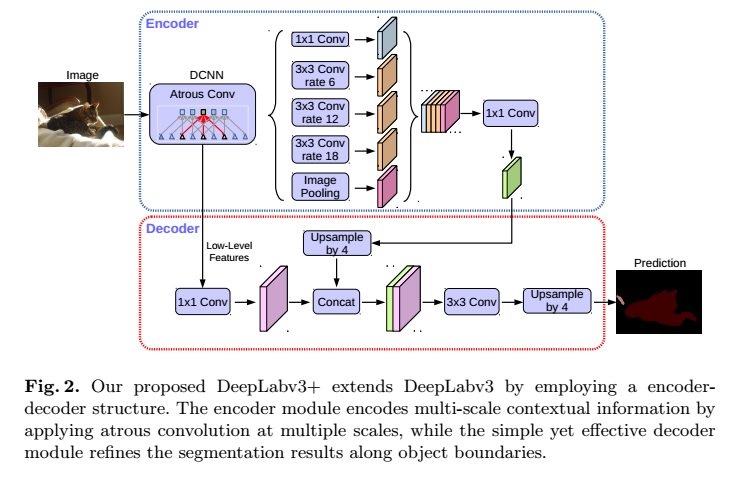 Encoder
Image
DCNN
Atrous Conv
1x1 Conv
3x3 Conv
rate 6
3x3 Conv
rate 12
3x3 Conv
rate 18
Image
Pooling
1x1 Conv
Decoder
Low-Level
Features
Upsample
by 4
1x1 Conv
Concat
3x3 Conv
Upsample
by 4
Prediction
Fig. 2. Our proposed DeepLabv3+ extends DeepLabv3 by employing a encoder-
decoder structure. The encoder module encodes multi-scale contextual information by
applying atrous convolution at multiple scales, while the simple yet effective decoder
module refines the segmentation results along object boundaries.